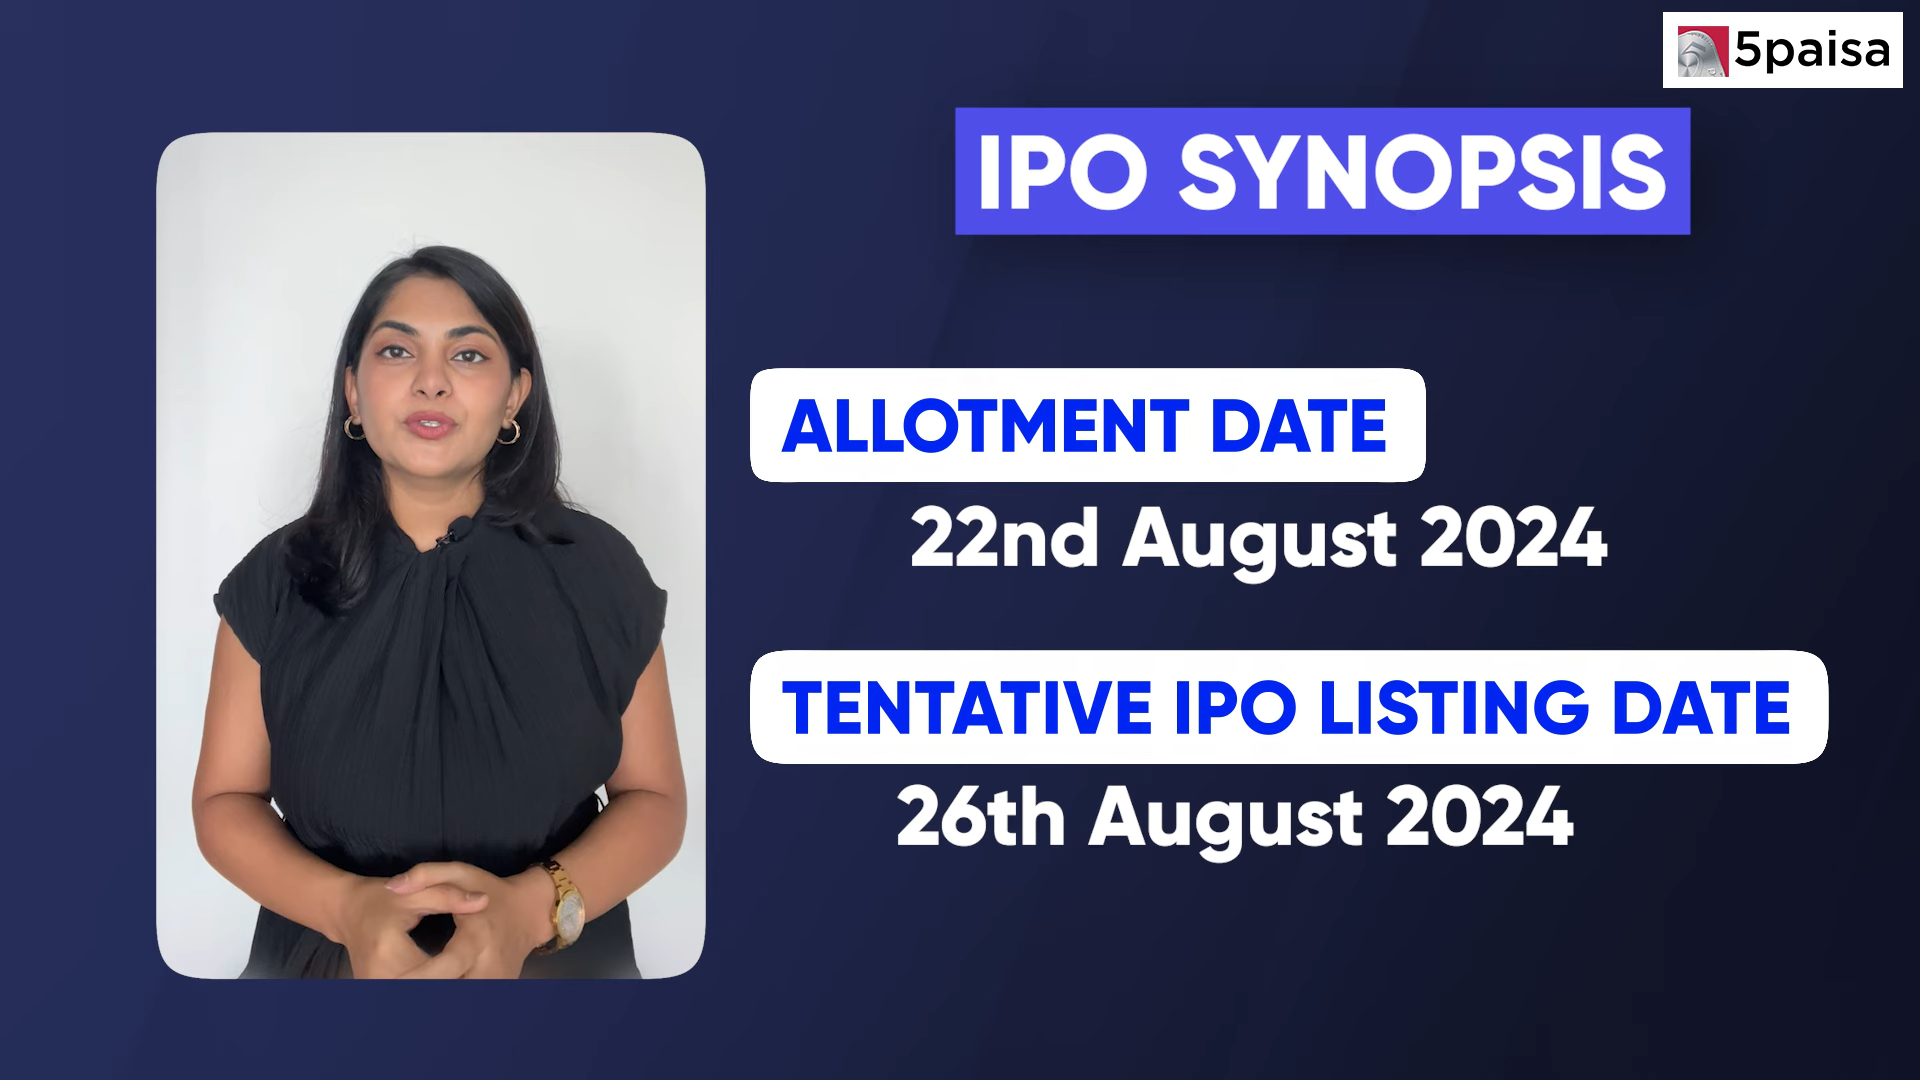 5paisa
IPO SYNOPSIS
ALLOTMENT DATE
22nd August 2024
TENTATIVE IPO LISTING DATE
26th August 2024